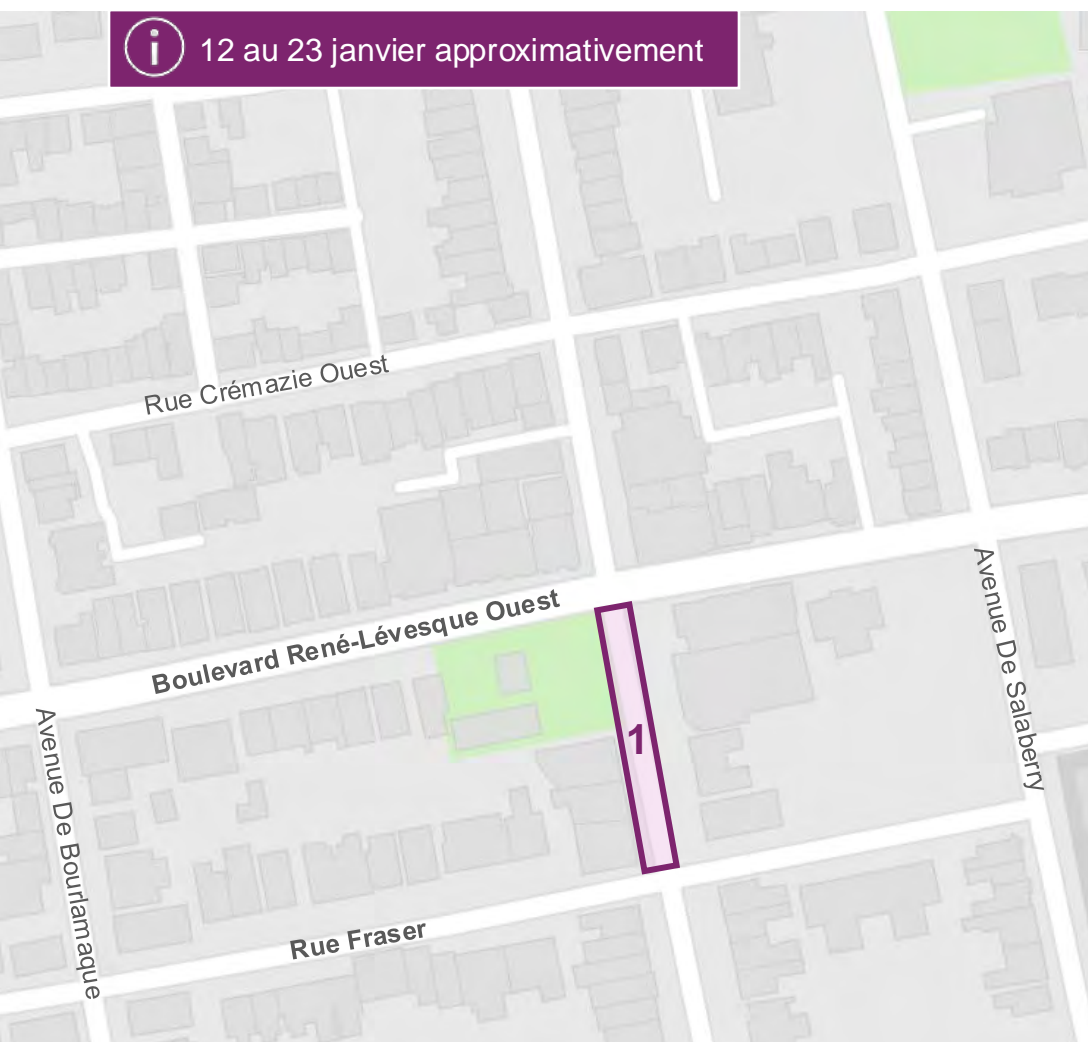 i 12 au 23 janvier approximativement
Rue Crémazie Ouest
Boulevard René-Lévesque Ouest
Avenue De Salaberry
Avenue De Bourlamaque
1
Rue Fraser